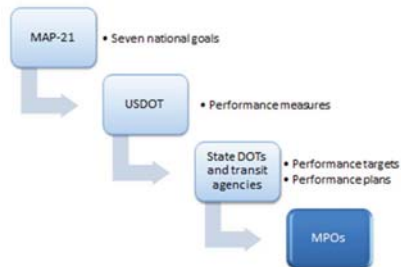 MAP-21
• Seven national goals
USDOT
• Performance measures
State DOTs
and transit
agencies
• Performance targets
• Performance plans
MPOs